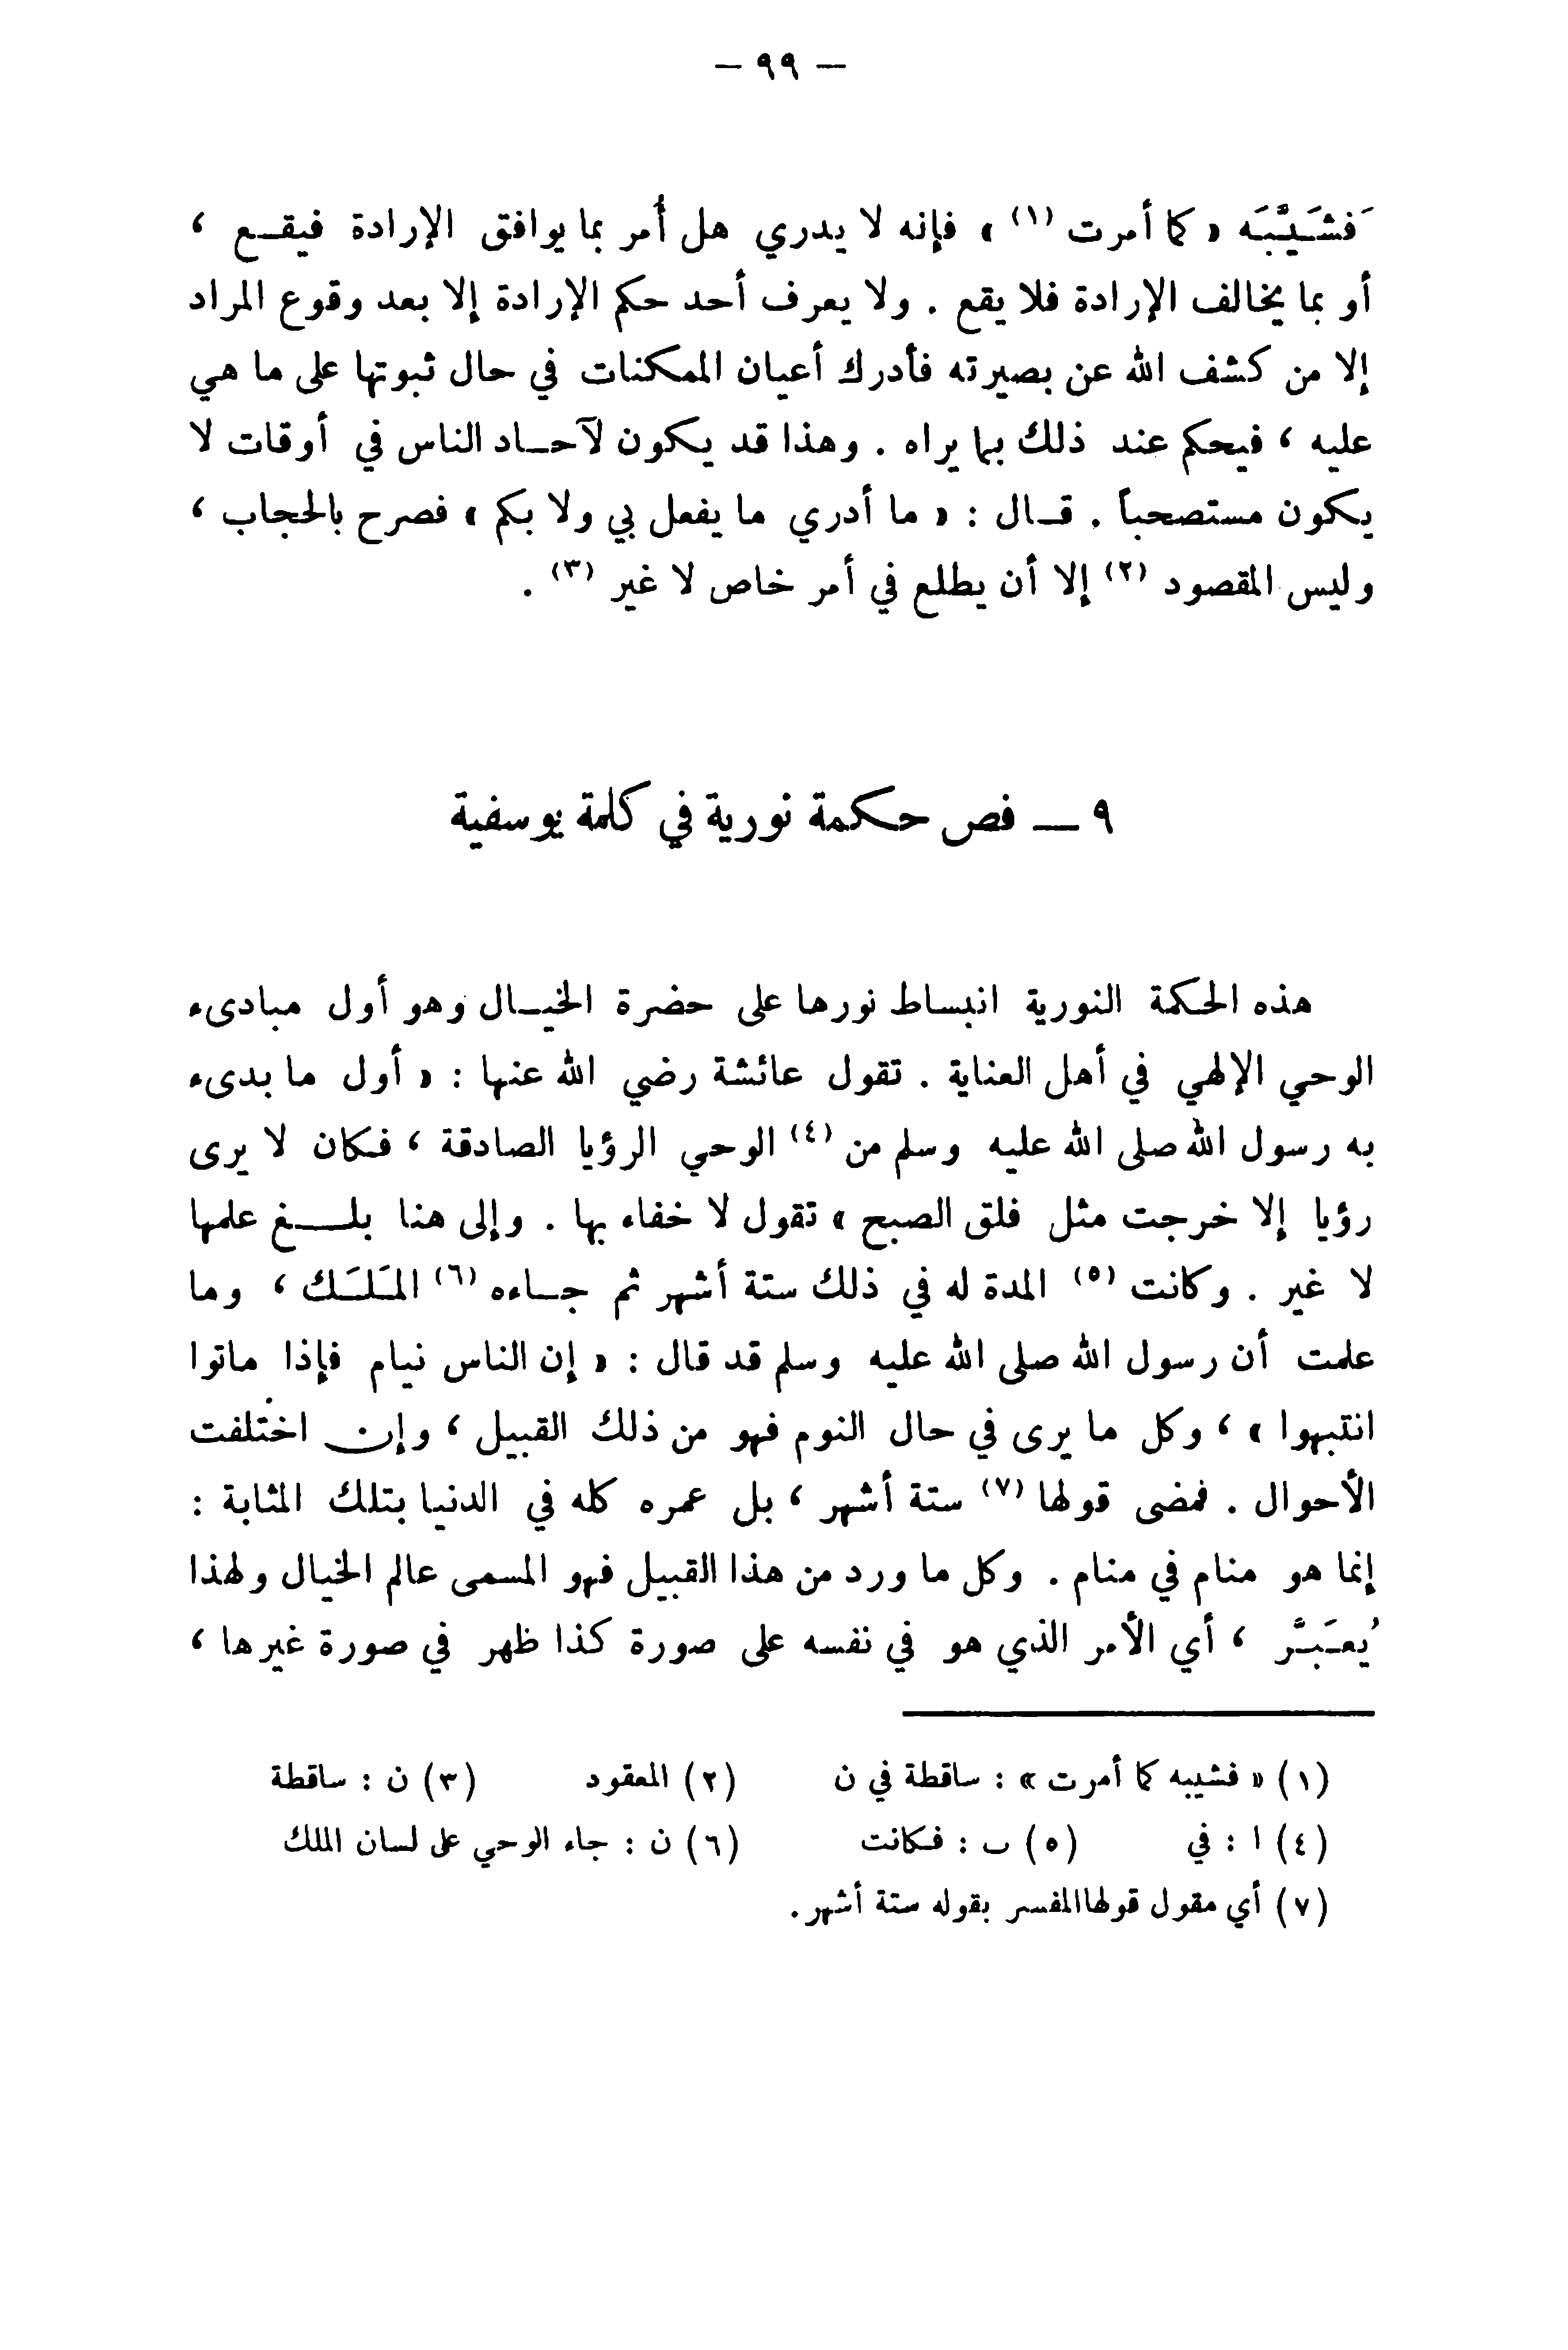 — ٩٩ —
فَشَيَّبَه « كما أمرت (١) » فإنه لا يدري هل أُمر بما يوافق الإرادة فيقع ،
أو بما يخالف الإرادة فلا يقع . ولا يعرف أحد حكم الإرادة إلا بعد وقوع المراد
إلا من كشف الله عن بصيرته فأدرك أعيان الممكنات في حال ثبوتها على ما هي
عليه ، فيحكم عند ذلك بما يراه . وهذا قد يكون لآحاد الناس في أوقات لا
يكون مستصحباً . قال : « ما أدري ما يفعل بي ولا بكم » فصرح بالحجاب ،
وليس المقصود (٢) إلا أن يطلع في أمر خاص لا غير (٣) .
٩ — فص حكمة نورية في كلمة يوسفية
هذه الحكمة النورية انبساط نورها على حضرة الخيال وهو أول مبادىء
الوحي الإلهي في أهل العناية . تقول عائشة رضي الله عنها : « أول ما بدىء
به رسول الله صلى الله عليه وسلم من (٤) الوحي الرؤيا الصادقة ، فكان لا يرى
رؤيا إلا خرجت مثل فلق الصبح » تقول لا خفاء بها . وإلى هنا بلغ علمها
لا غير . وكانت (٥) المدة له في ذلك ستة أشهر ثم جاءه (٦) المَلَك ، وما
علمت أن رسول الله صلى الله عليه وسلم قد قال : « إن الناس نيام فإذا ماتوا
انتبهوا » ، وكل ما يرى في حال النوم فهو من ذلك القبيل ، وإن اختلفت
الأحوال . فمضى قولها (٧) ستة أشهر ، بل عمره كله في الدنيا بتلك المثابة :
إنما هو منام في منام . وكل ما ورد من هذا القبيل فهو المسمى عالم الخيال ولهذا
يُعَبَّر ، أي الأمر الذي هو في نفسه على صورة كذا ظهر في صورة غيرها ،
(١) « فشيبه كما أمرت » : ساقطة في ن (٢) المعقود (٣) ن : ساقطة
(٤) ا : في (٥) ب : فكانت (٦) ن : جاء الوحي على لسان الملك
(٧) أي مقول قولها المفسر بقوله ستة أشهر.